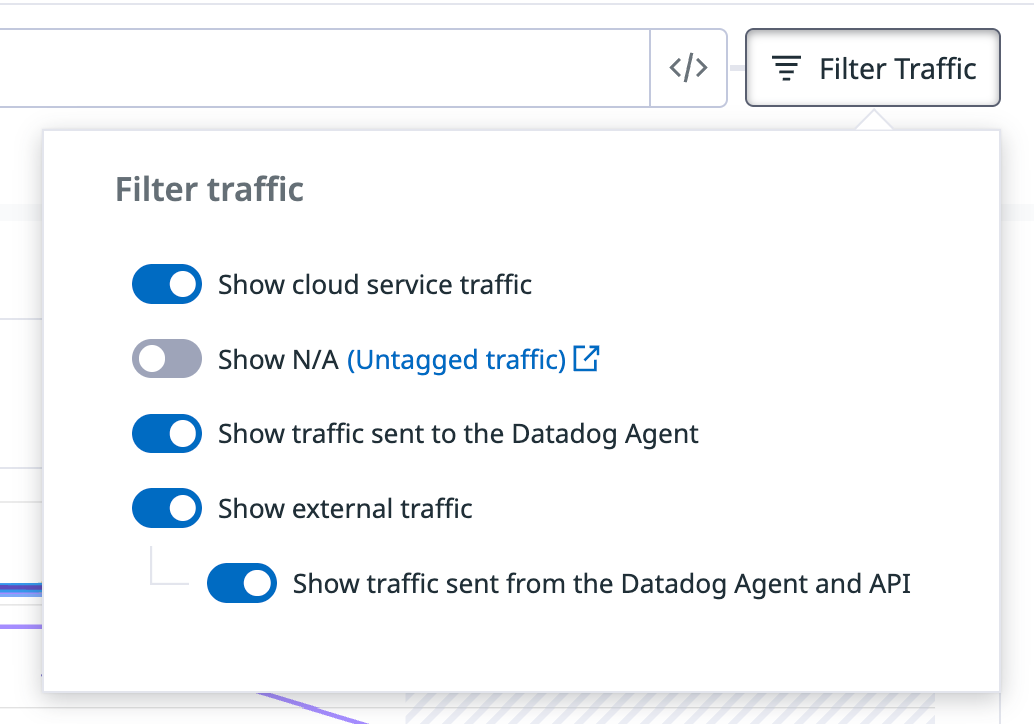 </>
Filter Traffic
Filter traffic
Show cloud service traffic
Show N/A (Untagged traffic)
Show traffic sent to the Datadog Agent
Show external traffic
Show traffic sent from the Datadog Agent and API